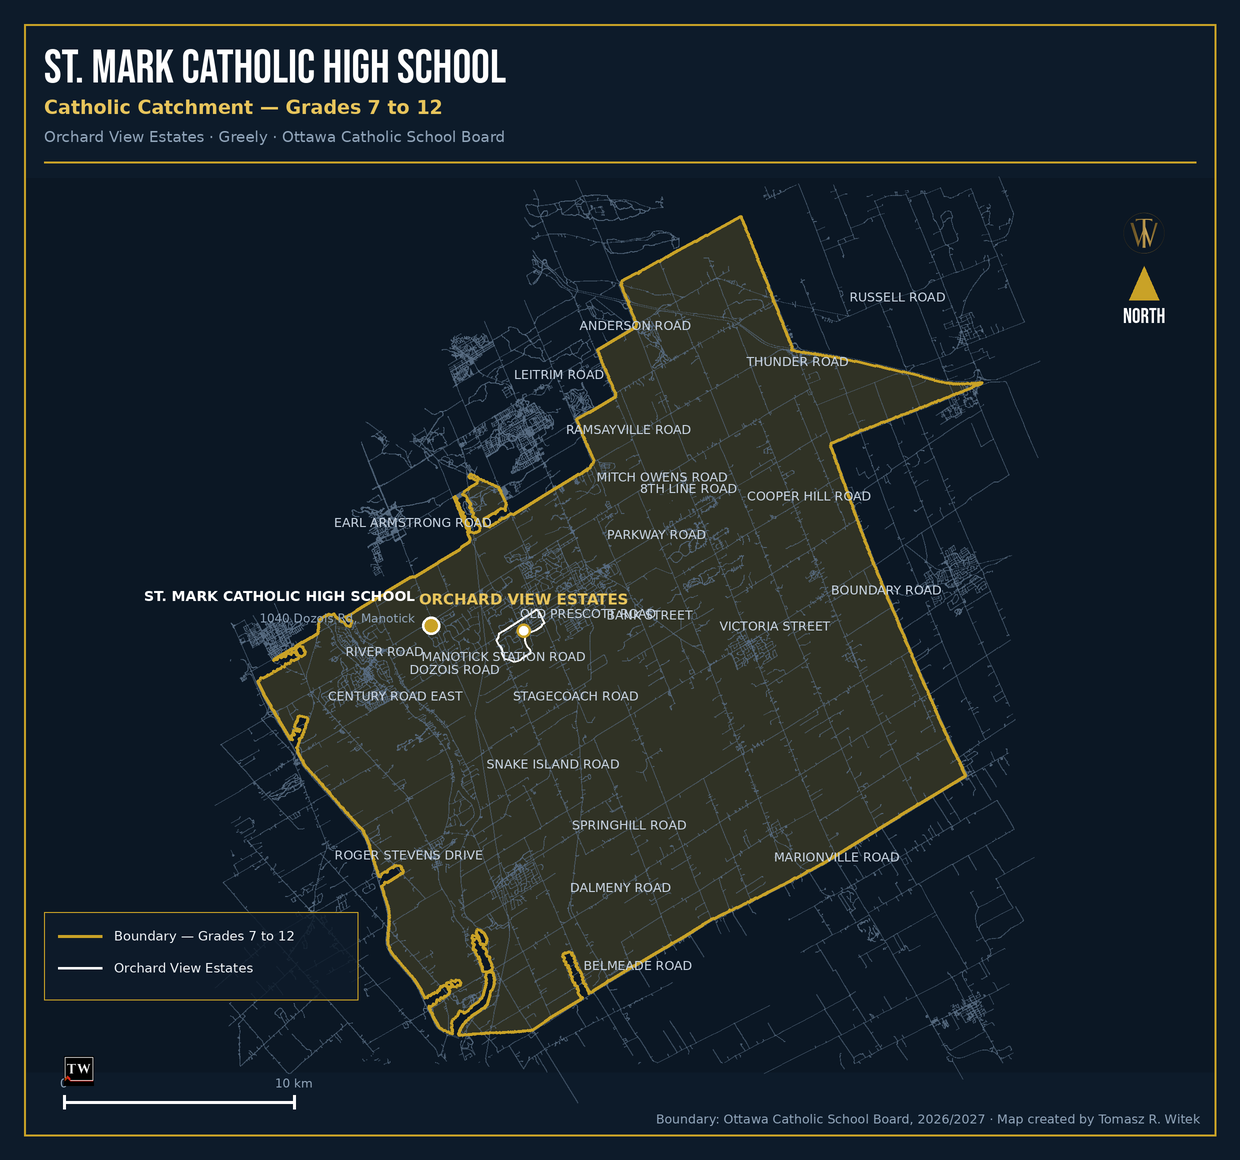 ST. MARK CATHOLIC HIGH SCHOOL
Catholic Catchment — Grades 7 to 12
Orchard View Estates · Greely · Ottawa Catholic School Board
NORTH
RUSSELL ROAD
ANDERSON ROAD
THUNDER ROAD
LEITRIM ROAD
RAMSAYVILLE ROAD
MITCH OWENS ROAD
8TH LINE ROAD
COOPER HILL ROAD
EARL ARMSTRONG ROAD
PARKWAY ROAD
BOUNDARY ROAD
ST. MARK CATHOLIC HIGH SCHOOL
ORCHARD VIEW ESTATES
1040 Dozois Rd, Manotick
OLD PRESCOTT ROAD
BANK STREET
VICTORIA STREET
RIVER ROAD
MANOTICK STATION ROAD
DOZOIS ROAD
CENTURY ROAD EAST
STAGECOACH ROAD
SNAKE ISLAND ROAD
SPRINGHILL ROAD
ROGER STEVENS DRIVE
MARIONVILLE ROAD
DALMENY ROAD
BELMEADE ROAD
Boundary — Grades 7 to 12
Orchard View Estates
TW
0
10 km
Boundary: Ottawa Catholic School Board, 2026/2027 · Map created by Tomasz R. Witek